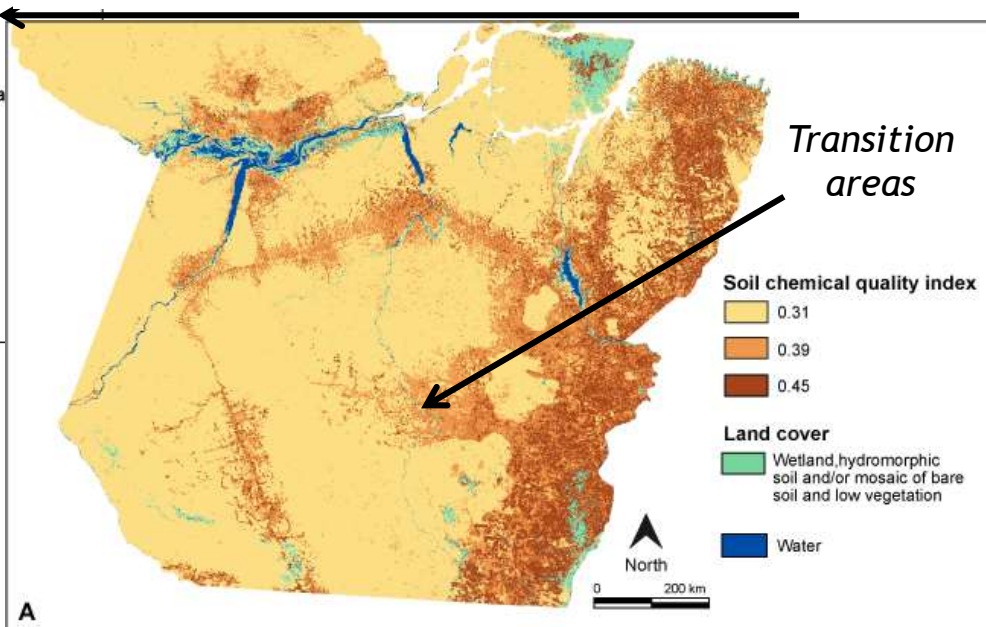 a
Transition
areas
Soil chemical quality index
0.31
0.39
0.45
Land cover
Wetland,hydromorphic
soil and/or mosaic of bare
soil and low vegetation
Water
North
0 200 km
A